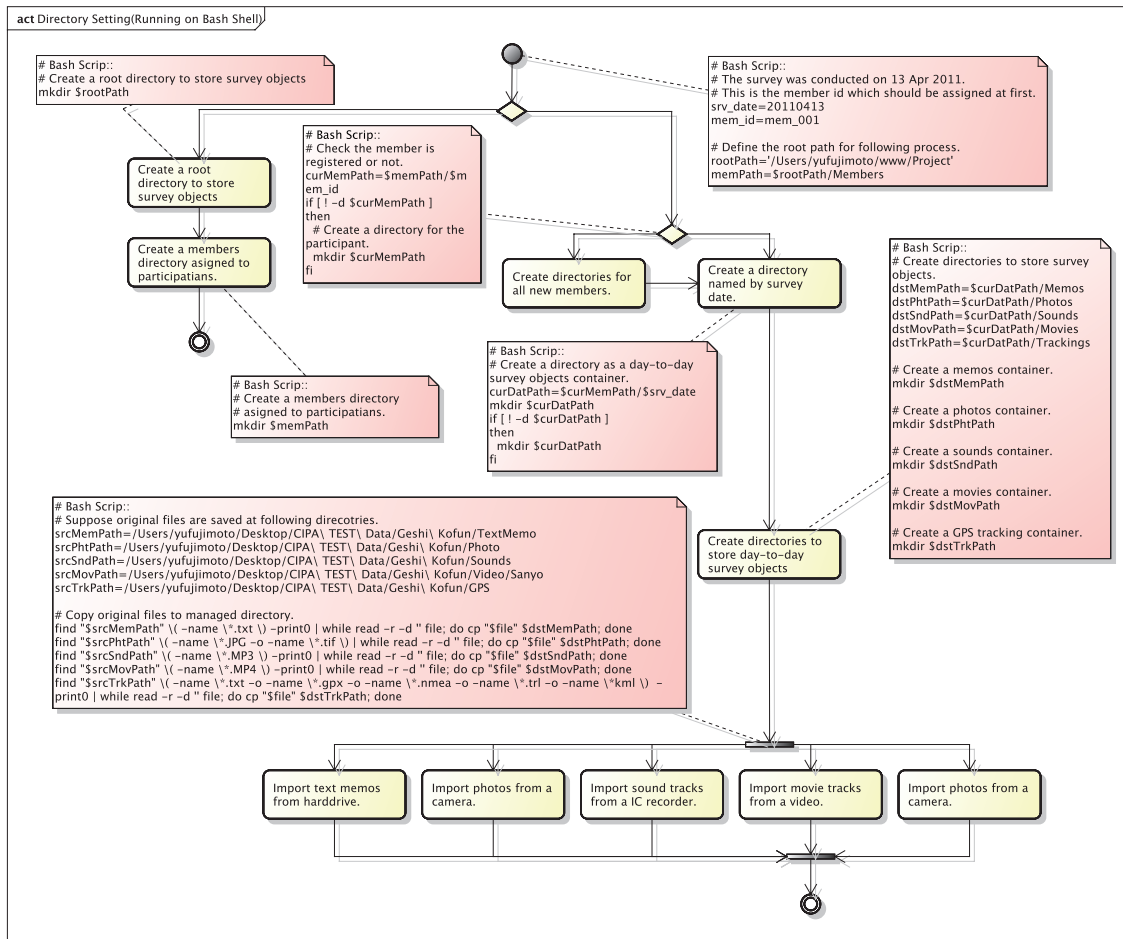 act Directory Setting(Running on Bash Shell)
# Bash Scrip::
# Create a root directory to store survey objects
mkdir $rootPath
# Bash Scrip::
# The survey was conducted on 13 Apr 2011.
# This is the member id which should be assigned at first.
srv_date=20110413
mem_id=mem_001
# Define the root path for following process.
rootPath='/Users/yufujimoto/www/Project'
memPath=$rootPath/Members
# Bash Scrip::
# Check the member is
registered or not.
curMemPath=$memPath/$m
em_id
if [ ! -d $curMemPath ]
then
# Create a directory for the
participant.
mkdir $curMemPath
fi
Create a root
directory to store
survey objects
Create a members
directory asigned to
participatians.
Create directories for
all new members.
Create a directory
named by survey
date.
# Bash Scrip::
# Create directories to store survey
objects.
dstMemPath=$curDatPath/Memos
dstPhtPath=$curDatPath/Photos
dstSndPath=$curDatPath/Sounds
dstMovPath=$curDatPath/Movies
dstTrkPath=$curDatPath/Trackings
# Create a memos container.
mkdir $dstMemPath
# Create a photos container.
mkdir $dstPhtPath
# Create a sounds container.
mkdir $dstSndPath
# Create a movies container.
mkdir $dstMovPath
# Create a GPS tracking container.
mkdir $dstTrkPath
# Bash Scrip::
# Create a members directory
# asigned to participatians.
mkdir $memPath
# Bash Scrip::
# Create a directory as a day-to-day
survey objects container.
curDatPath=$curMemPath/$srv_date
mkdir $curDatPath
if [ ! -d $curDatPath ]
then
mkdir $curDatPath
fi
# Bash Scrip::
# Suppose original files are saved at following direcotries.
srcMemPath=/Users/yufujimoto/Desktop/CIPA\ TEST\ Data/Geshi\ Kofun/TextMemo
srcPhtPath=/Users/yufujimoto/Desktop/CIPA\ TEST\ Data/Geshi\ Kofun/Photo
srcSndPath=/Users/yufujimoto/Desktop/CIPA\ TEST\ Data/Geshi\ Kofun/Sounds
srcMovPath=/Users/yufujimoto/Desktop/CIPA\ TEST\ Data/Geshi\ Kofun/Video/Sanyo
srcTrkPath=/Users/yufujimoto/Desktop/CIPA\ TEST\ Data/Geshi\ Kofun/GPS
# Copy original files to managed directory.
find "$srcMemPath" \( -name \*.txt \) -print0 | while read -r -d '' file; do cp "$file" $dstMemPath; done
find "$srcPhtPath" \( -name \*.JPG -o -name \*.tif \) | while read -r -d '' file; do cp "$file" $dstPhtPath; done
find "$srcSndPath" \( -name \*.MP3 \) -print0 | while read -r -d '' file; do cp "$file" $dstSndPath; done
find "$srcMovPath" \( -name \*.MP4 \) -print0 | while read -r -d '' file; do cp "$file" $dstMovPath; done
find "$srcTrkPath" \( -name \*.txt -o -name \*.gpx -o -name \*.nmea -o -name \*.trl -o -name \*kml \) -
print0 | while read -r -d '' file; do cp "$file" $dstTrkPath; done
Create directories to
store day-to-day
survey objects
Import text memos
from harddrive.
Import photos from a
camera.
Import sound tracks
from a IC recorder.
Import movie tracks
from a video.
Import photos from a
camera.